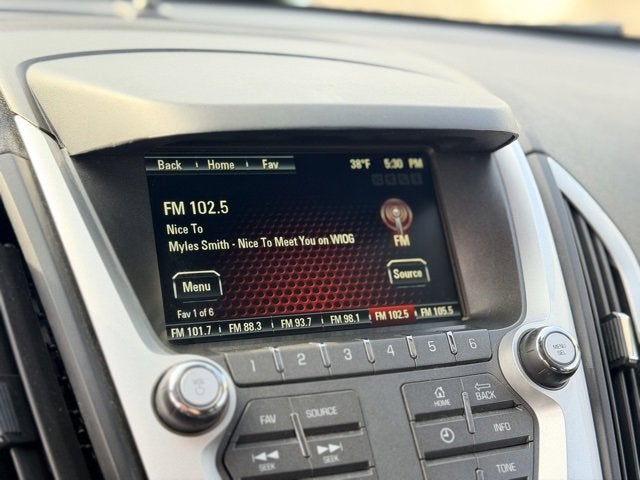 Back Home Fav 38°F 5:30 PM
FM 102.5
Nice To
Myles Smith - Nice To Meet You on WIOG
FM
Menu Source
Fav 1 of 6
FM 101.7 FM 88.3 FM 93.7 FM 98.1 FM 102.5 FM 105.5
1 2 3 4 5 6
VOL
MENU
SEL
FAV SOURCE
SEEK SEEK
HOME BACK
INFO
TONE